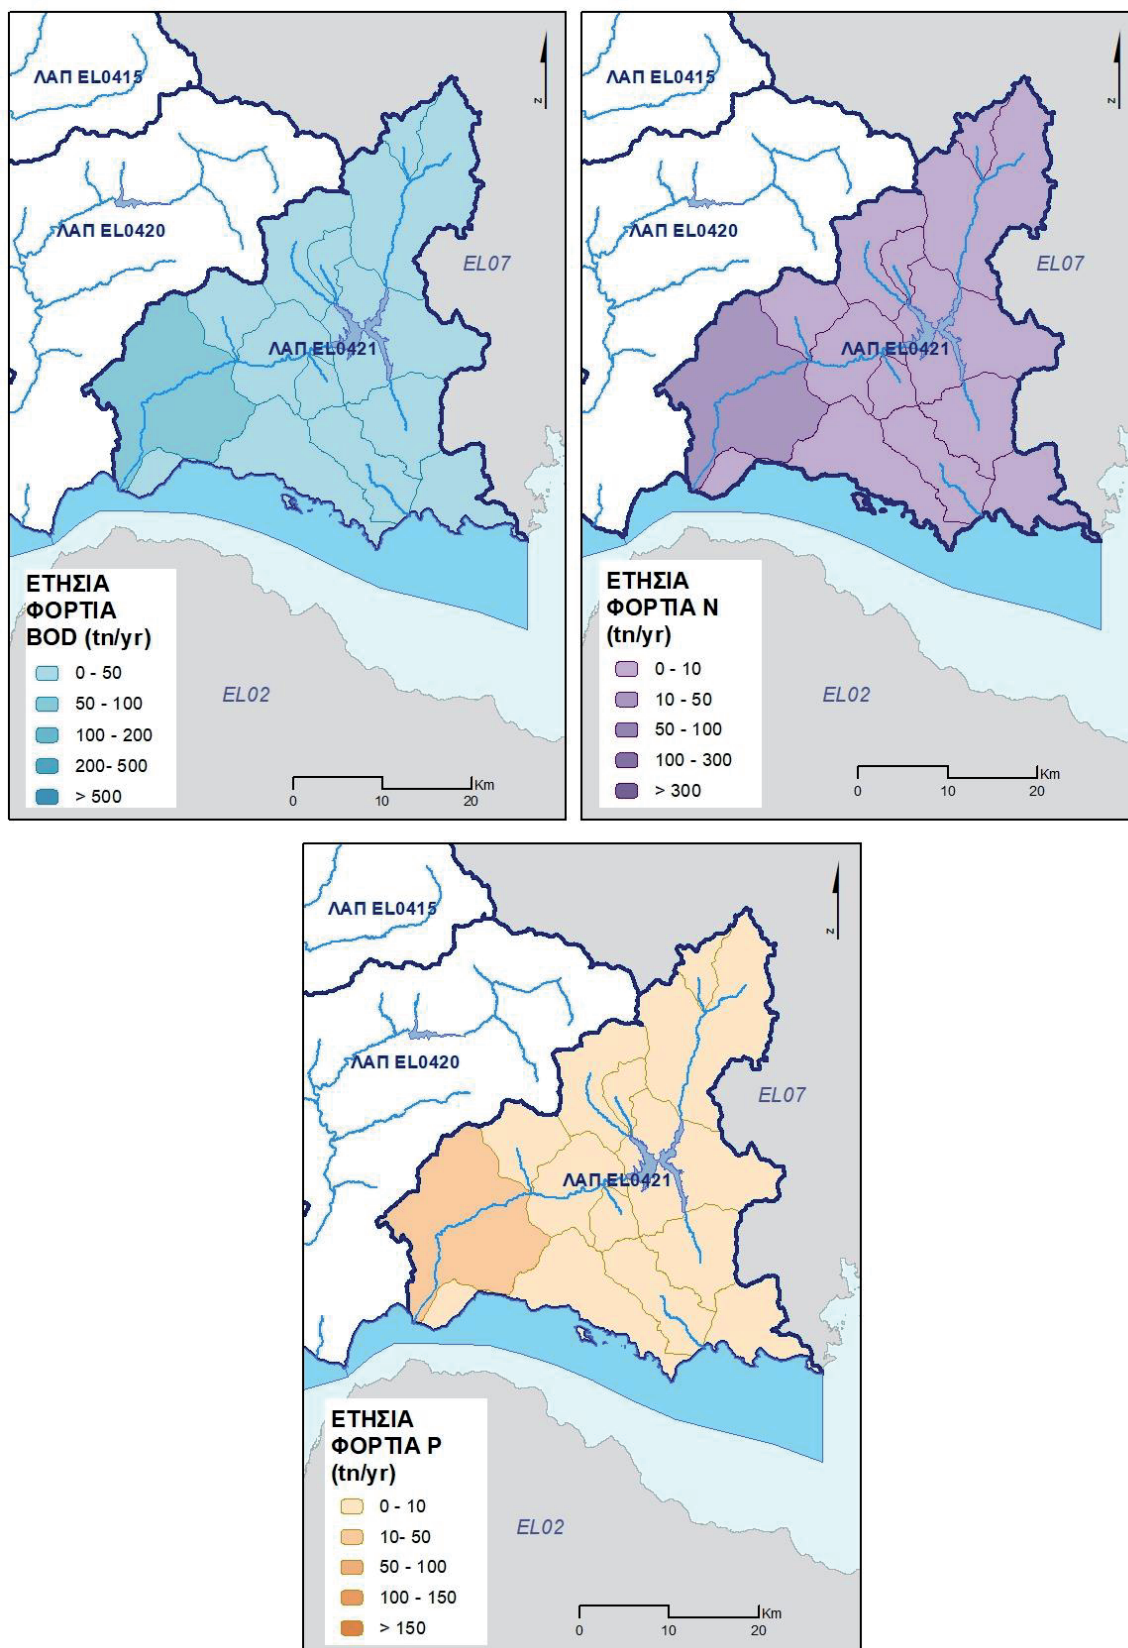 ΛΑΠ EL0415
N
ΛΑΠ EL0420
EL07
ΛΑΠ EL0421
ΕΤΗΣΙΑ
ΦΟΡΤΙΑ
BOD (tn/yr)
0 - 50
50 - 100
100 - 200
200- 500
> 500
EL02
Km
0 10 20
ΛΑΠ EL0415
N
ΛΑΠ EL0420
EL07
ΛΑΠ EL0421
ΕΤΗΣΙΑ
ΦΟΡΤΙΑ N
(tn/yr)
0 - 10
10 - 50
50 - 100
100 - 300
> 300
EL02
Km
0 10 20
ΛΑΠ EL0415
N
ΛΑΠ EL0420
EL07
ΛΑΠ EL0421
ΕΤΗΣΙΑ
ΦΟΡΤΙΑ P
(tn/yr)
0 - 10
10- 50
50 - 100
100 - 150
> 150
EL02
Km
0 10 20